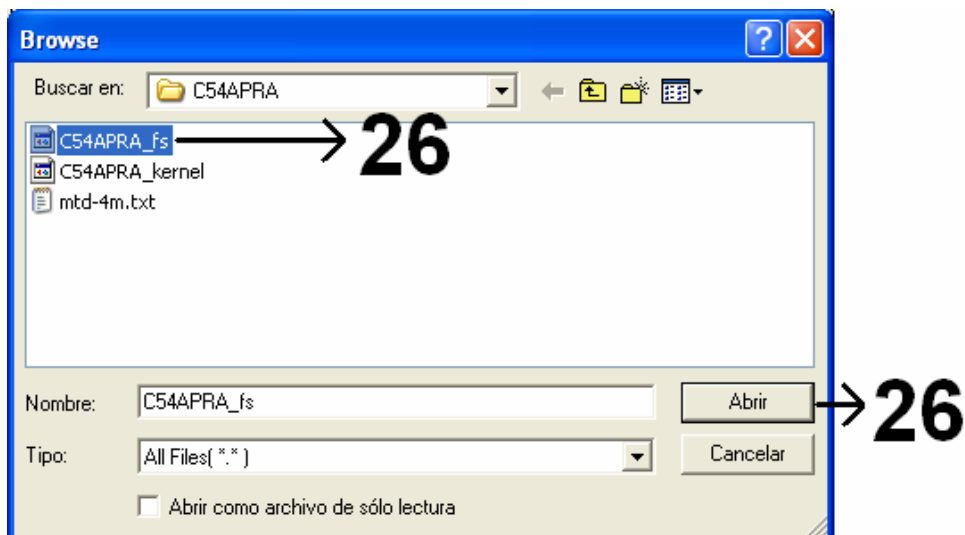 Browse
Buscar en: C54APRA
C54APRA_fs 26
C54APRA_kernel
mtd-4m.txt
Nombre: C54APRA_fs Abrir 26
Tipo: All Files( *.* ) Cancelar
Abrir como archivo de sólo lectura